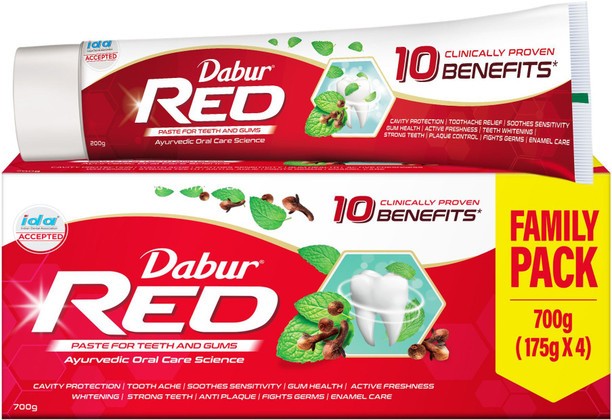 ida
ACCEPTED
Dabur®
RED
PASTE FOR TEETH AND GUMS
Ayurvedic Oral Care Science
200g
10 CLINICALLY PROVEN
BENEFITS*
CAVITY PROTECTION | TOOTHACHE RELIEF | SOOTHES SENSITIVITY
GUM HEALTH | ACTIVE FRESHNESS | TEETH WHITENING |
STRONG TEETH | PLAQUE CONTROL | FIGHTS GERMS | ENAMEL CARE
ida
ACCEPTED
10 CLINICALLY PROVEN
BENEFITS*
Dabur®
RED
PASTE FOR TEETH AND GUMS
Ayurvedic Oral Care Science
CAVITY PROTECTION | TOOTH ACHE | SOOTHES SENSITIVITY | GUM HEALTH | ACTIVE FRESHNESS
WHITENING | STRONG TEETH | ANTI PLAQUE | FIGHTS GERMS | ENAMEL CARE
700g
FAMILY
PACK
700g
(175g X 4)